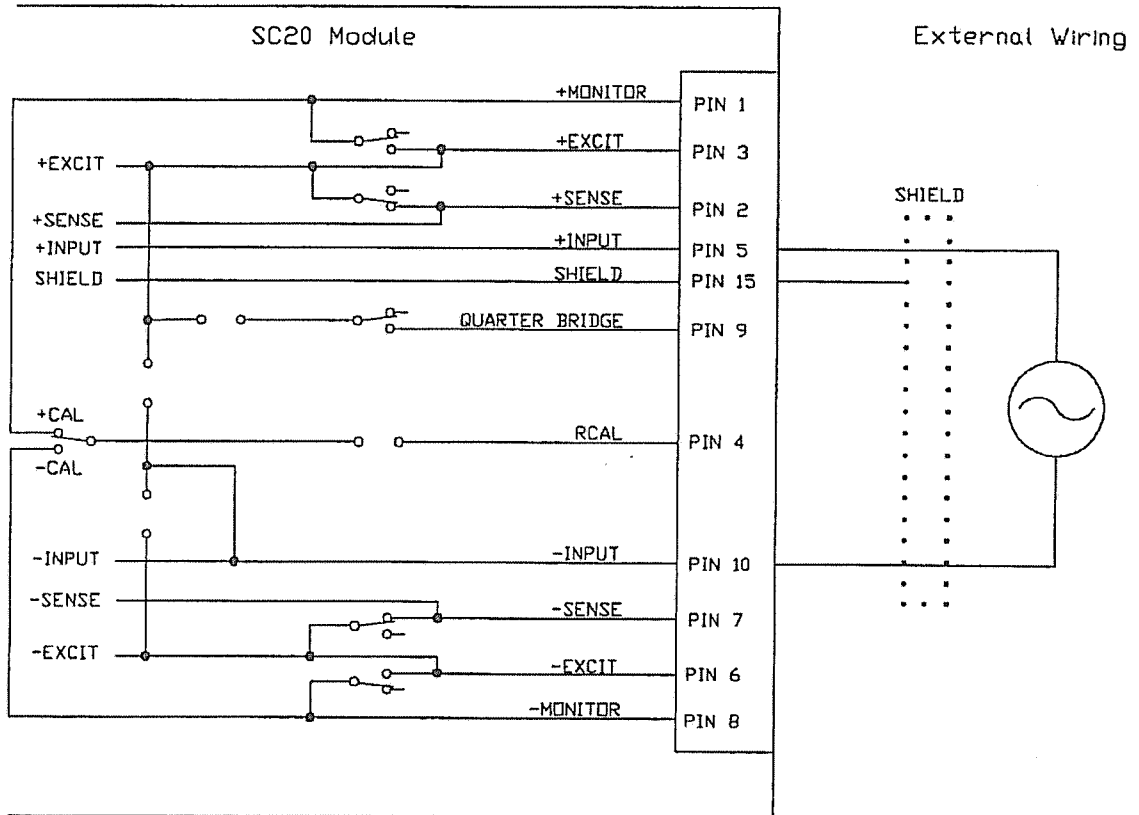 SC20 Module
External Wiring
+MONITOR
PIN 1
+EXCIT
PIN 3
+EXCIT
SHIELD
+SENSE
PIN 2
+SENSE
+INPUT
+INPUT
PIN 5
SHIELD
SHIELD
PIN 15
QUARTER BRIDGE
PIN 9
+CAL
RCAL
PIN 4
-CAL
-INPUT
-INPUT
PIN 10
-SENSE
-SENSE
PIN 7
-EXCIT
-EXCIT
PIN 6
-MONITOR
PIN 8